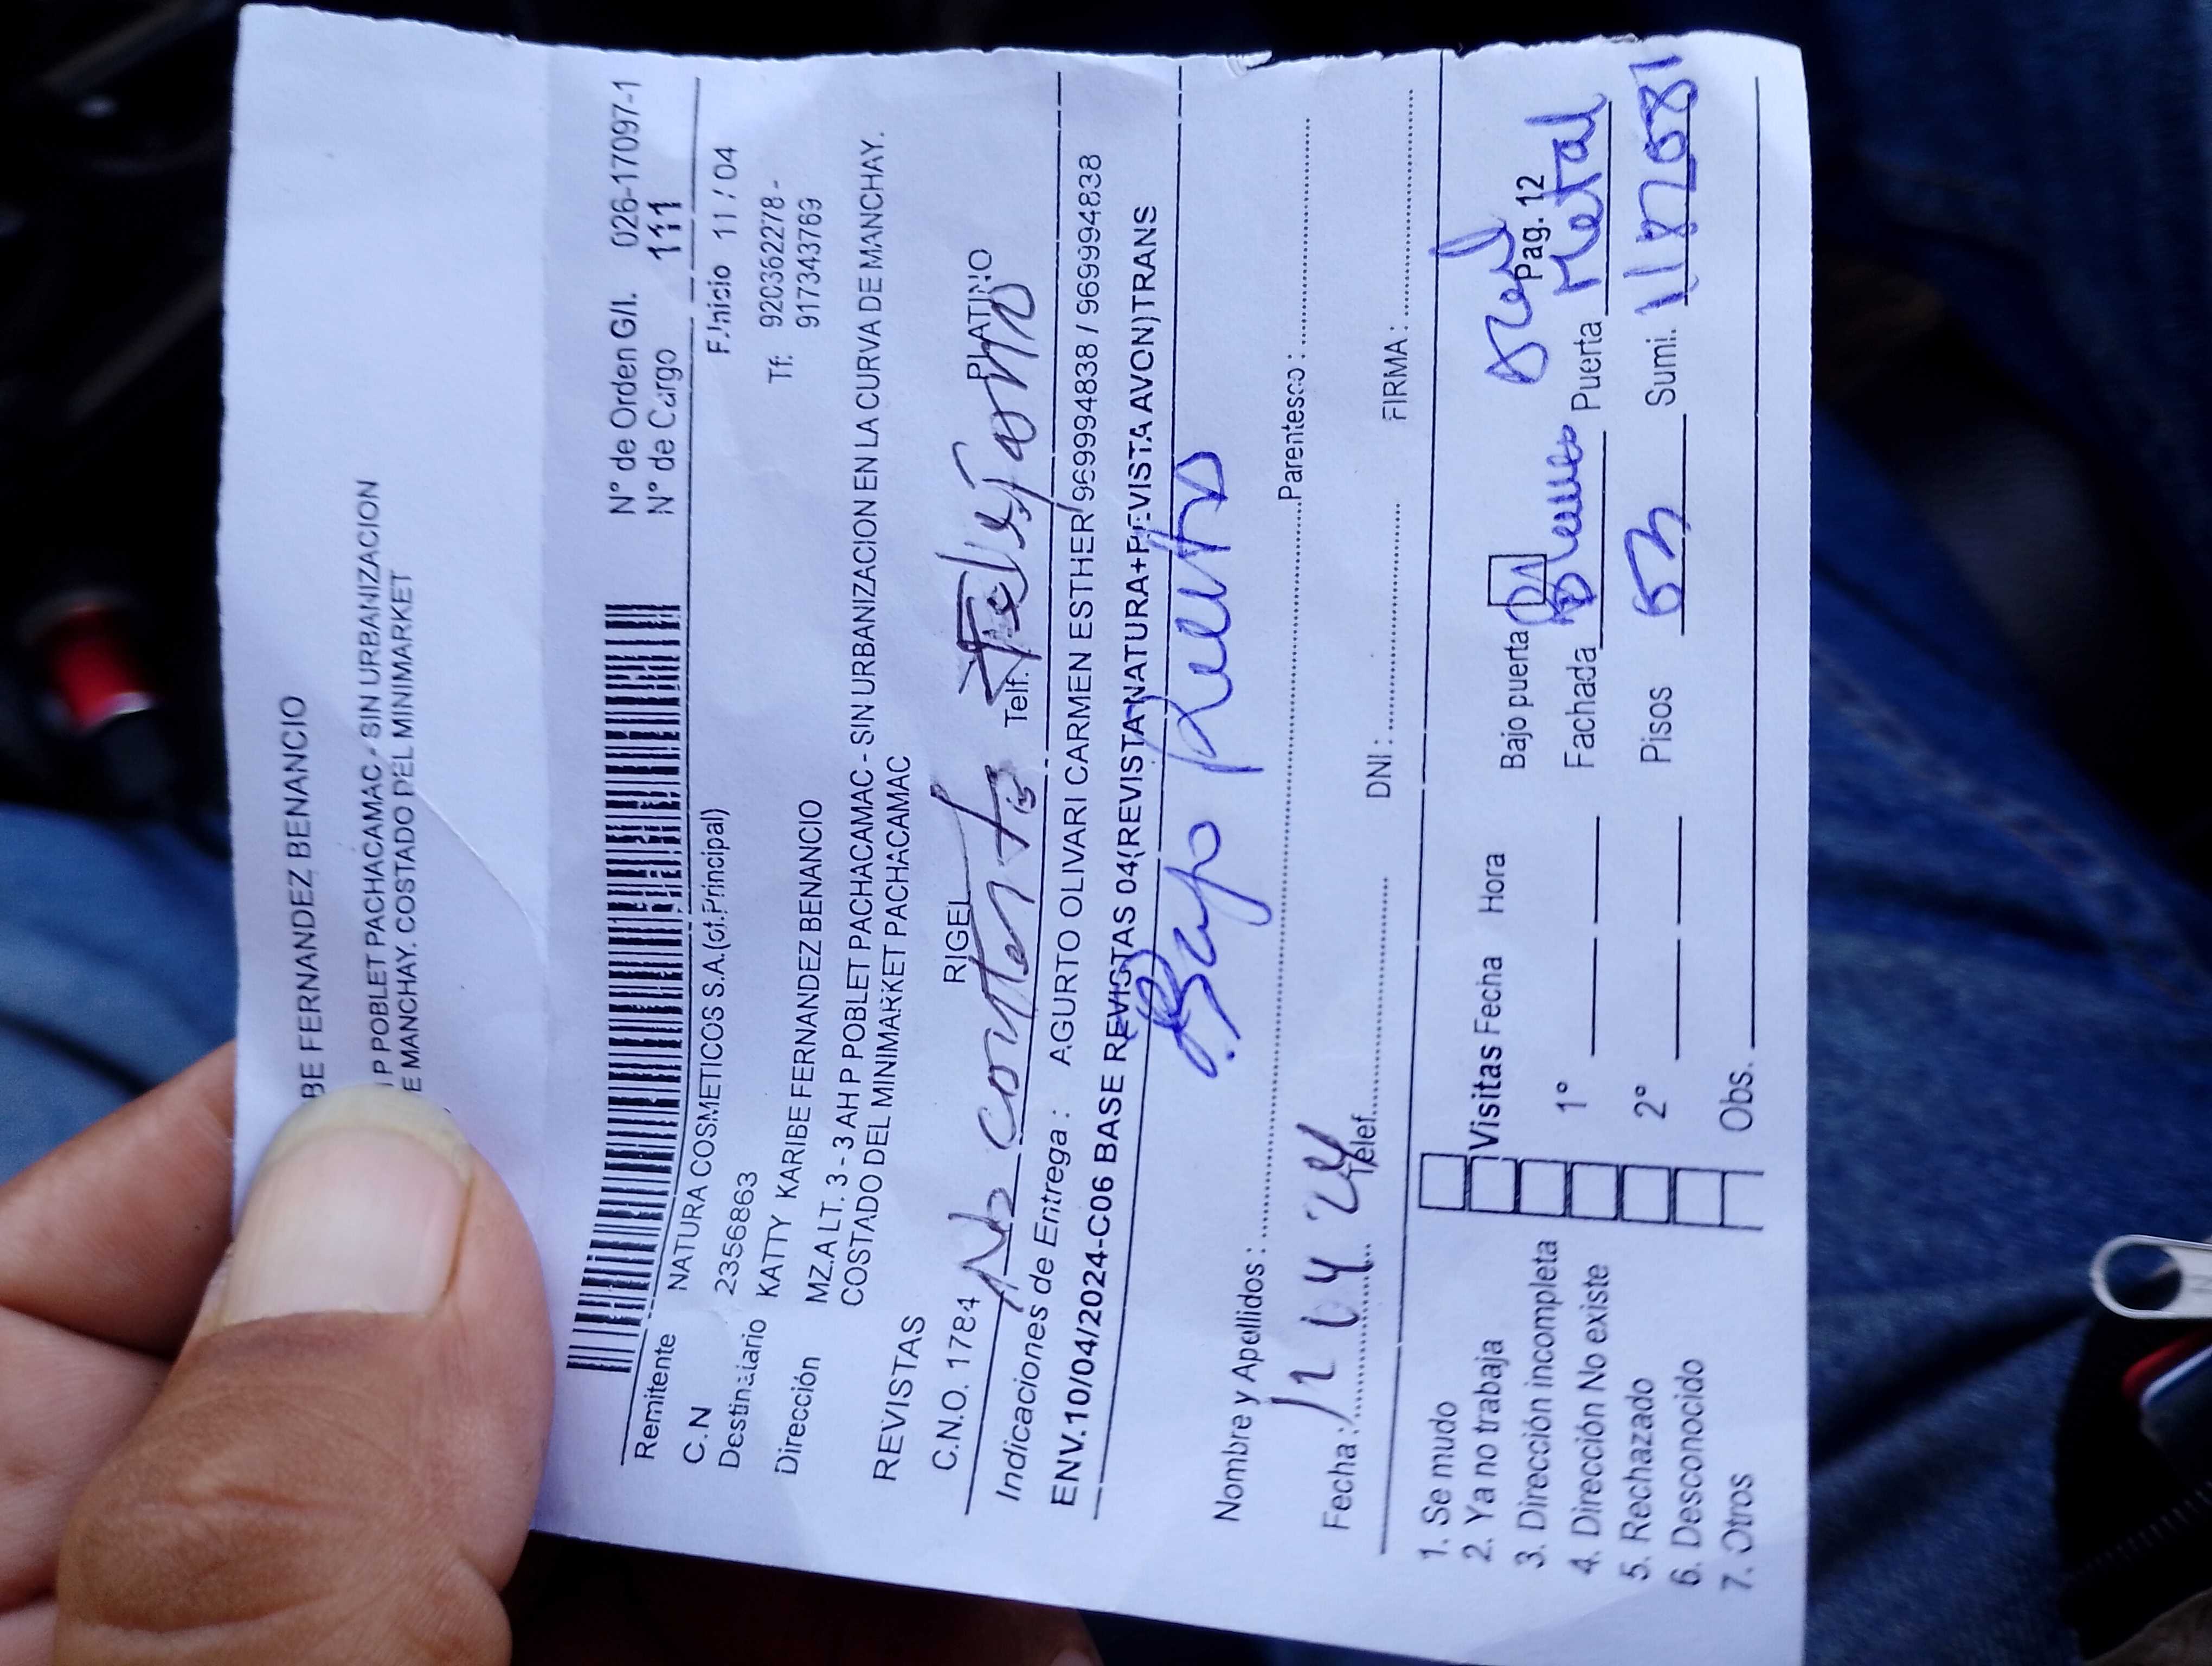 BE FERNANDEZ BENANCIO
P POBLET PACHACAMAC - SIN URBANIZACION
E MANCHAY. COSTADO DEL MINIMARKET
N° de Orden G/I. 026-17097-1
N° de Cargo 111
Remitente NATURA COSMETICOS S.A.(of.Principal)
F.Inicio 11 / 04
C.N 2356863
Destinatario KATTY KARIBE FERNANDEZ BENANCIO
Tf: 920362278 -
917343769
Dirección MZ.A LT. 3 - 3 AH P POBLET PACHACAMAC - SIN URBANIZACION EN LA CURVA DE MANCHAY.
COSTADO DEL MINIMARKET PACHACAMAC
REVISTAS
C.N.O. 1784 RIGEL PLATINO
No contesta Telefono
Telf.
Indicaciones de Entrega : AGURTO OLIVARI CARMEN ESTHER 969994838 / 969994838
ENV.10/04/2024-C06 BASE REVISTAS 04(REVISTA NATURA+REVISTA AVON)TRANS
Bajo Puerta
Nombre y Apellidos : Parentesco :
Fecha : 12 04 24 Telef. DNI : FIRMA :
1. Se mudo
2. Ya no trabaja
3. Dirección incompleta
4. Dirección No existe
5. Rechazado
6. Desconocido
7. Otros
Visitas Fecha Hora
1°
2°
Obs.
Bajo puerta Pag. 12
Fachada Puerta Metal
Pisos Sumi.